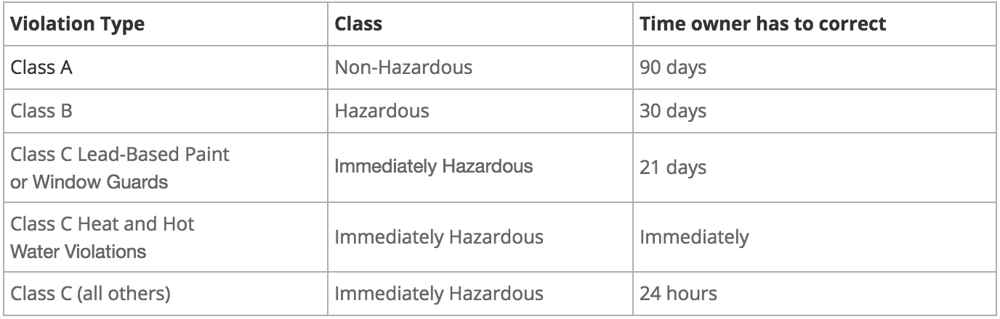 Violation Type Class Time owner has to correct
Class A Non-Hazardous 90 days
Class B Hazardous 30 days
Class C Lead-Based Paint
or Window Guards
Immediately Hazardous 21 days
Class C Heat and Hot
Water Violations
Immediately Hazardous Immediately
Class C (all others) Immediately Hazardous 24 hours